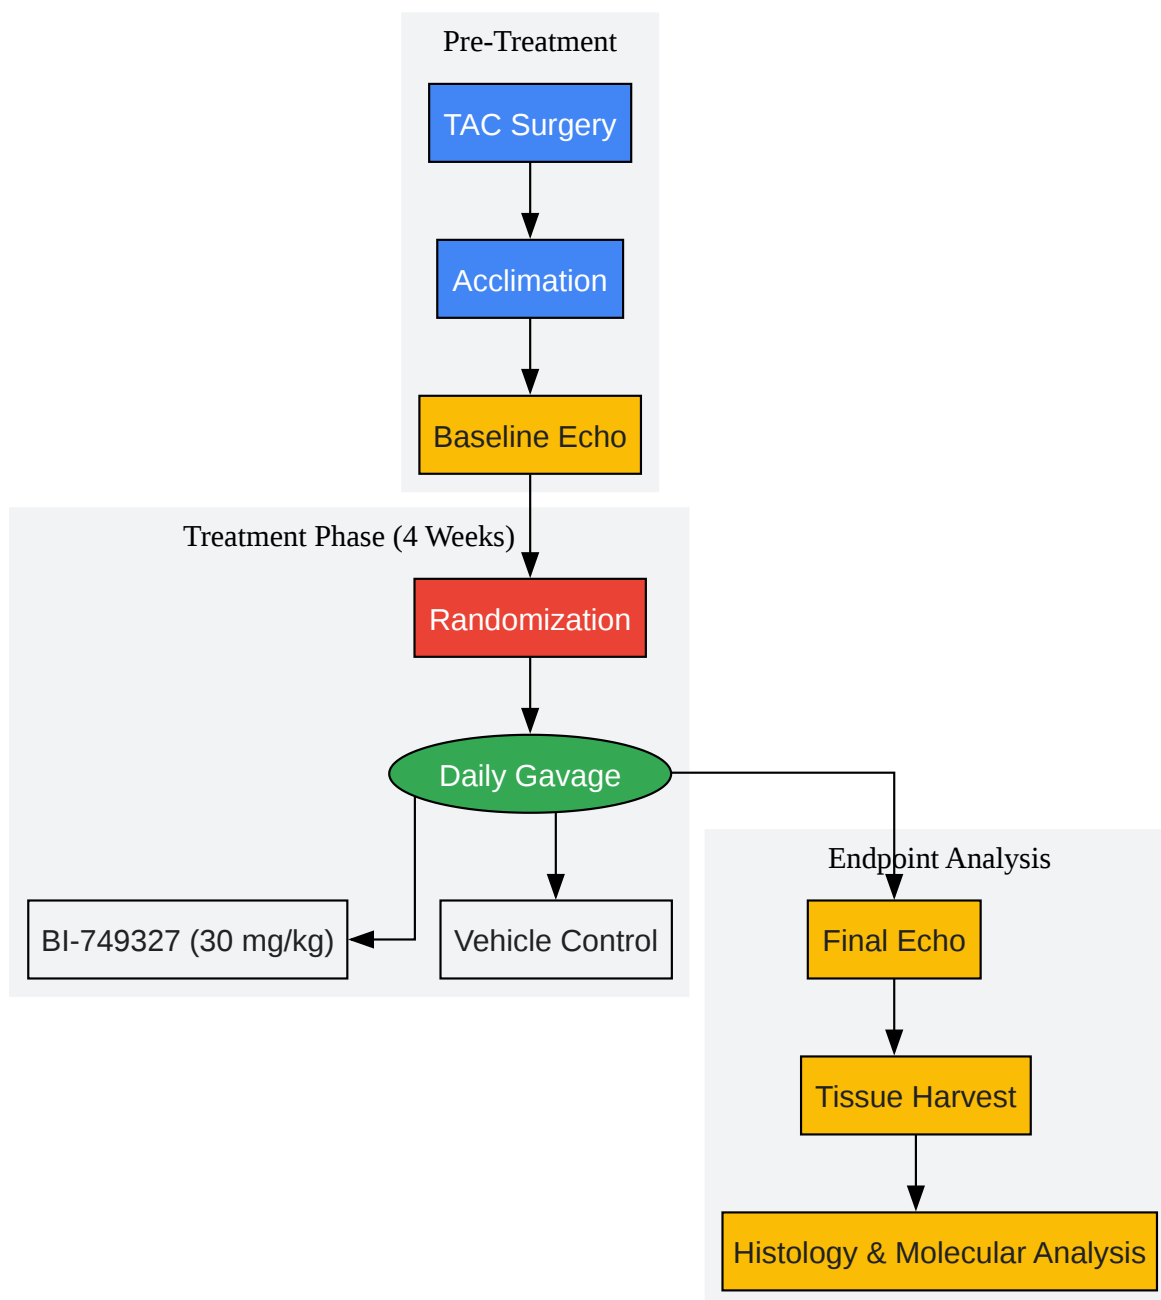 Pre-Treatment
TAC Surgery
Acclimation
Baseline Echo
Treatment Phase (4 Weeks)
Randomization
Daily Gavage
BI-749327 (30 mg/kg)
Vehicle Control
Endpoint Analysis
Final Echo
Tissue Harvest
Histology & Molecular Analysis